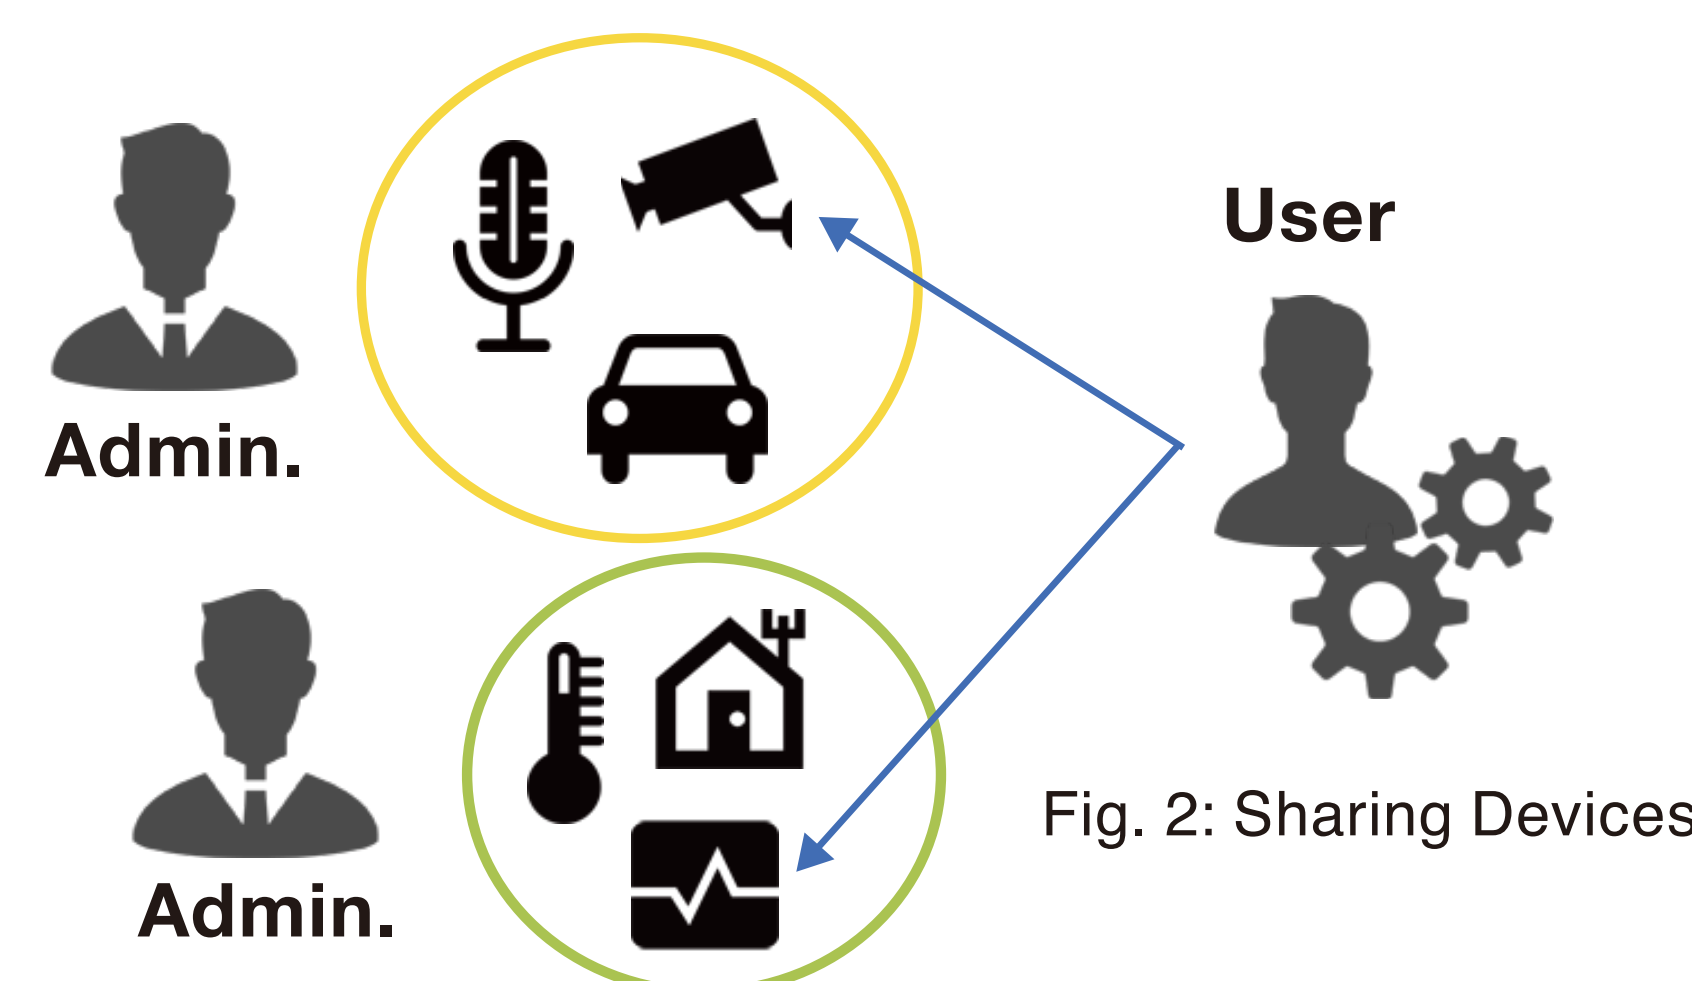 User
Admin.
Fig. 2: Sharing Devices
Admin.